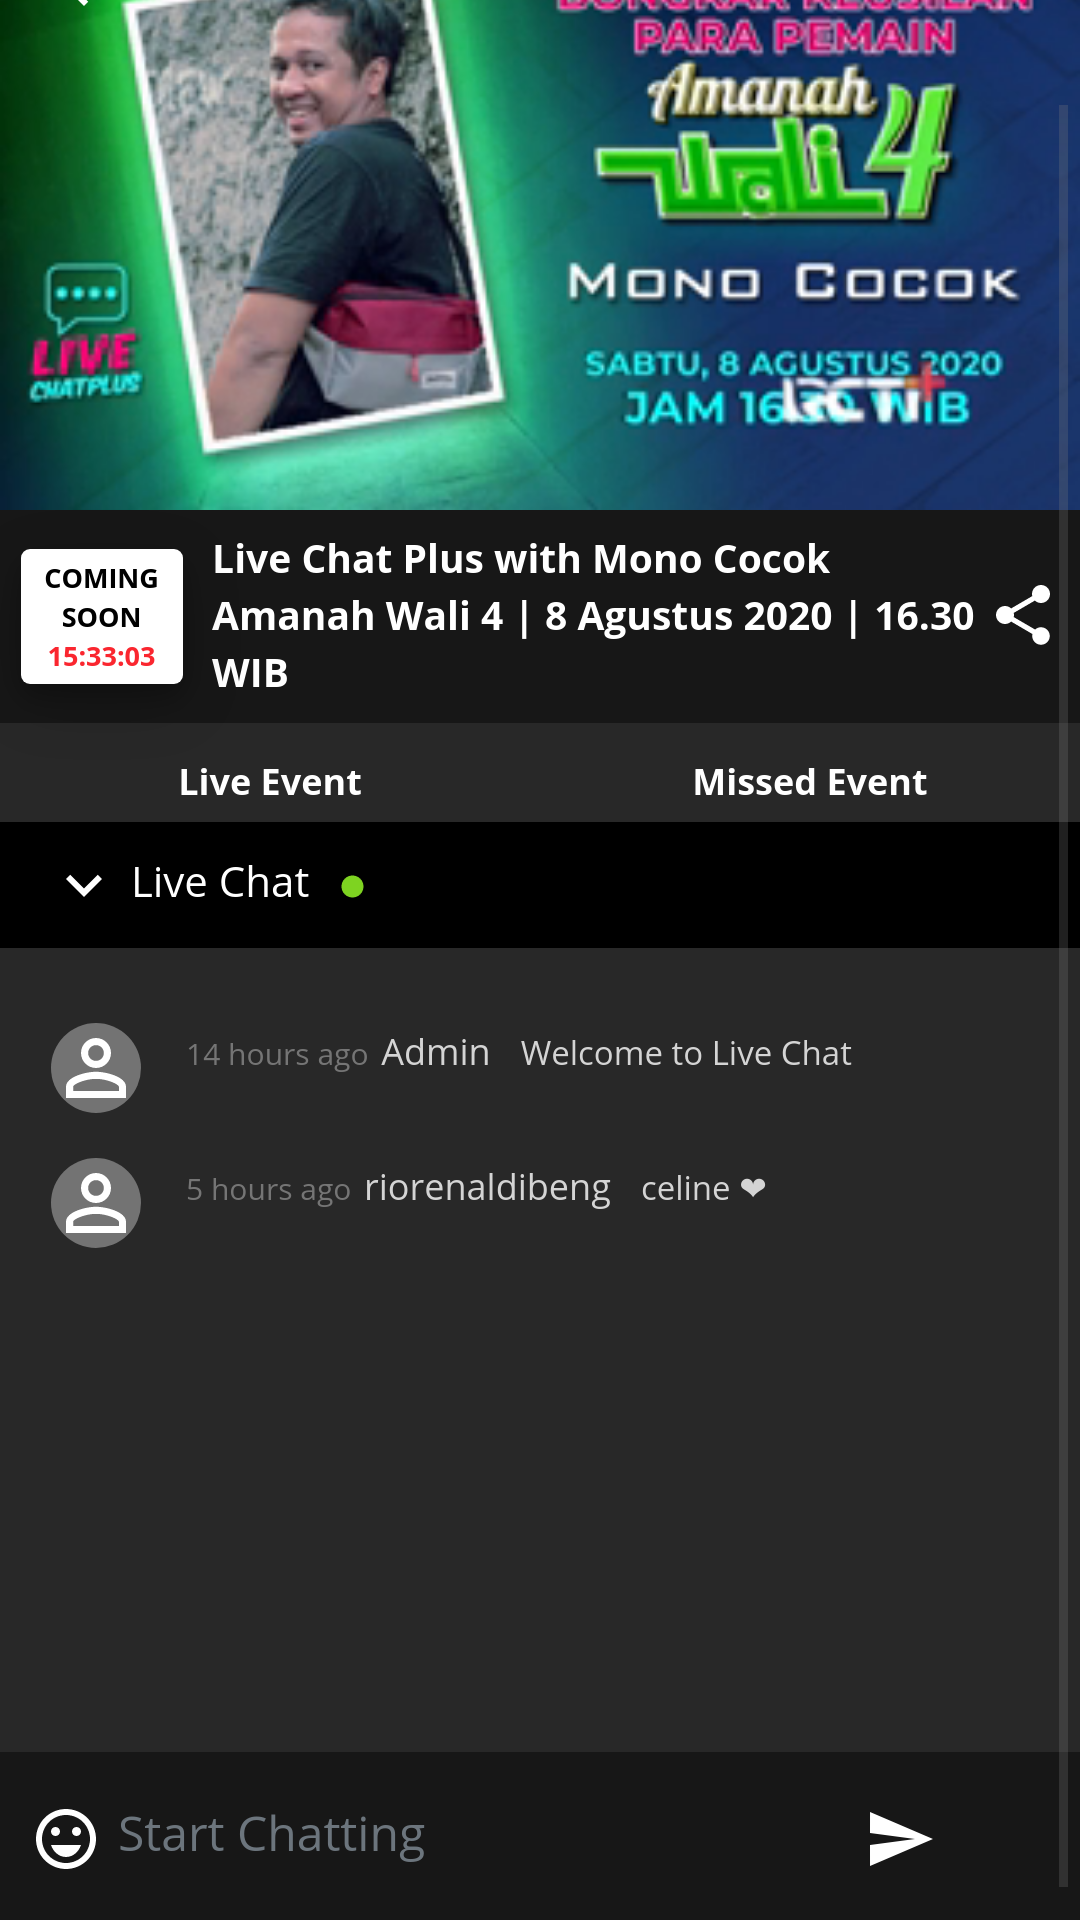 BONGKAR KEUSILAN
PARA PEMAIN
Amanah
Wali 4
MONO COCOK
SABTU, 8 AGUSTUS 2020
JAM 16.30 WIB
RCTI+
LIVE
CHATPLUS
COMING
SOON
15:33:03
Live Chat Plus with Mono Cocok
Amanah Wali 4 | 8 Agustus 2020 | 16.30
WIB
Live Event
Missed Event
Live Chat
14 hours ago Admin Welcome to Live Chat
5 hours ago riorenaldibeng celine ❤
Start Chatting